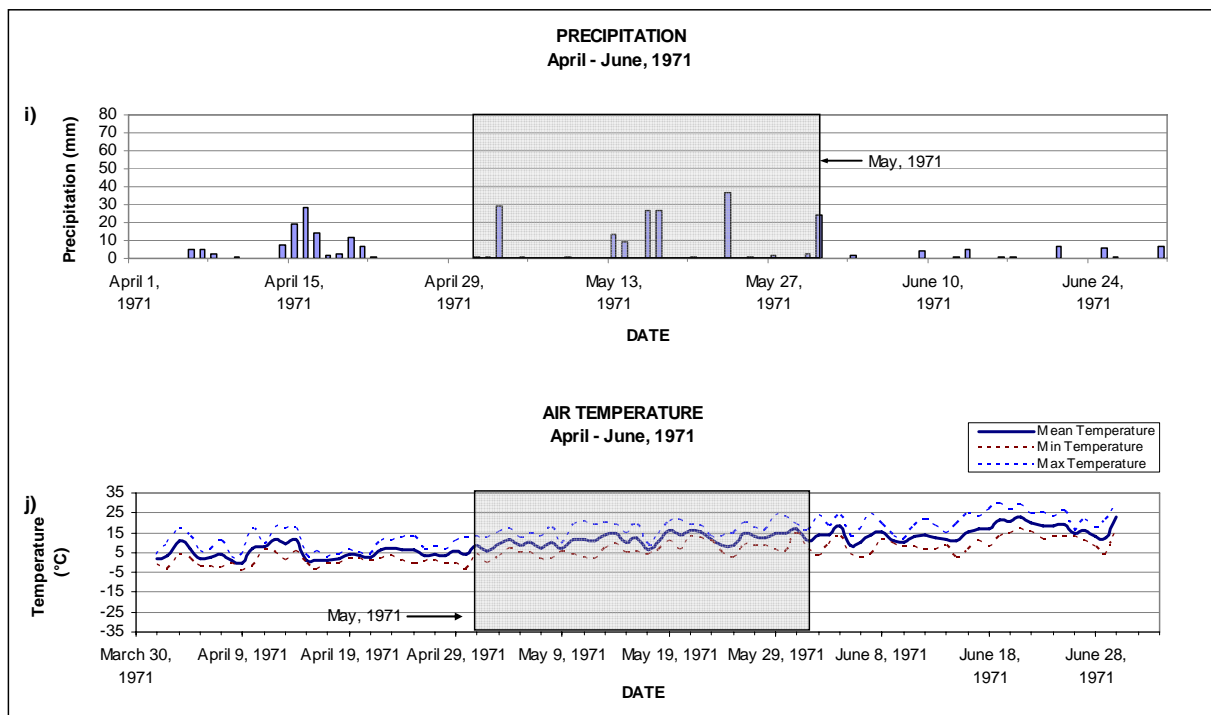 PRECIPITATION
April - June, 1971
i)
Precipitation (mm)
80
70
60
50
40
30
20
10
0
May, 1971
April 1, 1971
April 15, 1971
April 29, 1971
May 13, 1971
May 27, 1971
June 10, 1971
June 24, 1971
DATE
AIR TEMPERATURE
April - June, 1971
Mean Temperature
Min Temperature
Max Temperature
j)
Temperature (°C)
35
25
15
5
-5
-15
-25
-35
May, 1971
March 30, 1971
April 9, 1971
April 19, 1971
April 29, 1971
May 9, 1971
May 19, 1971
May 29, 1971
June 8, 1971
June 18, 1971
June 28, 1971
DATE